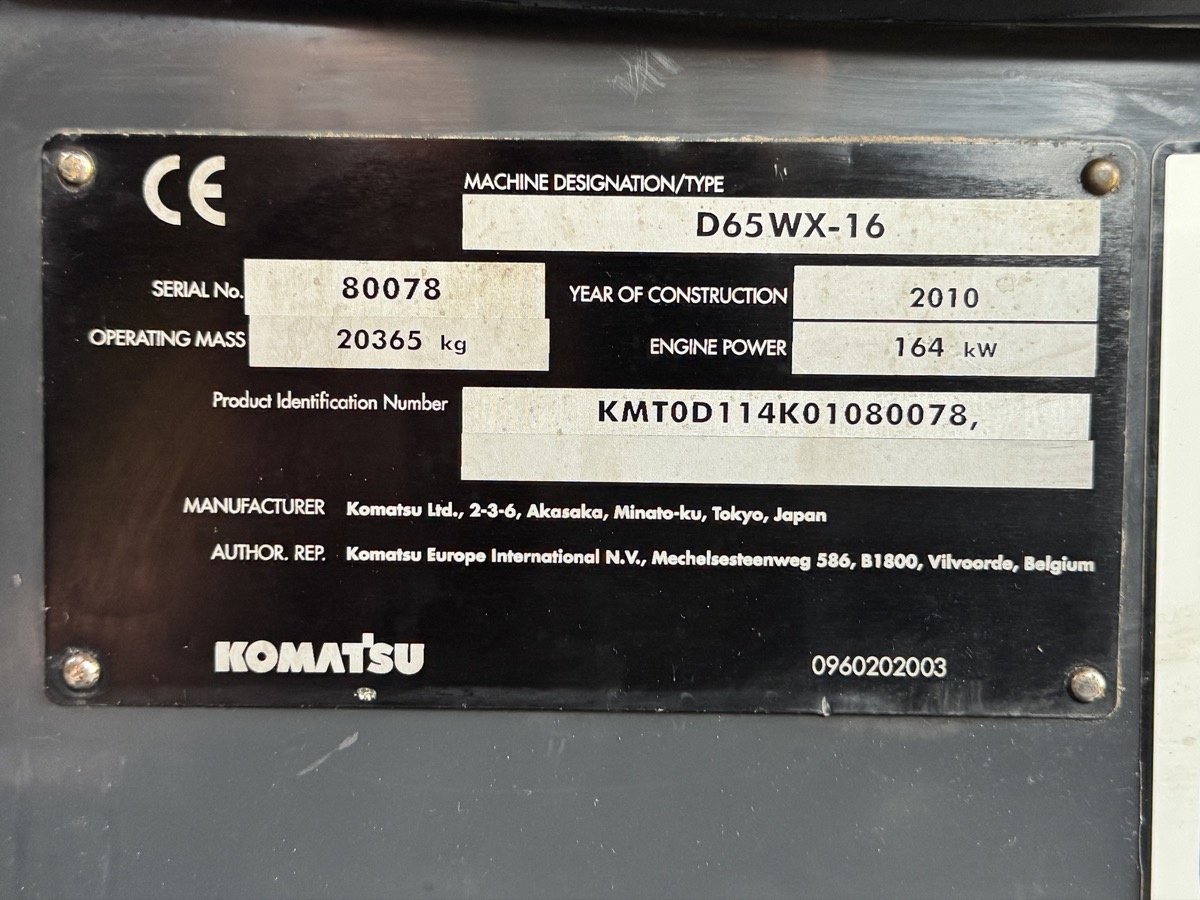 CE
MACHINE DESIGNATION/TYPE
D65WX-16
SERIAL No. 80078 YEAR OF CONSTRUCTION 2010
OPERATING MASS 20365 kg ENGINE POWER 164 kW
Product Identification Number KMT0D114K01080078,
MANUFACTURER Komatsu Ltd., 2-3-6, Akasaka, Minato-ku, Tokyo, Japan
AUTHOR. REP. Komatsu Europe International N.V., Mechelsesteenweg 586, B1800, Vilvoorde, Belgium
KOMATSU 0960202003